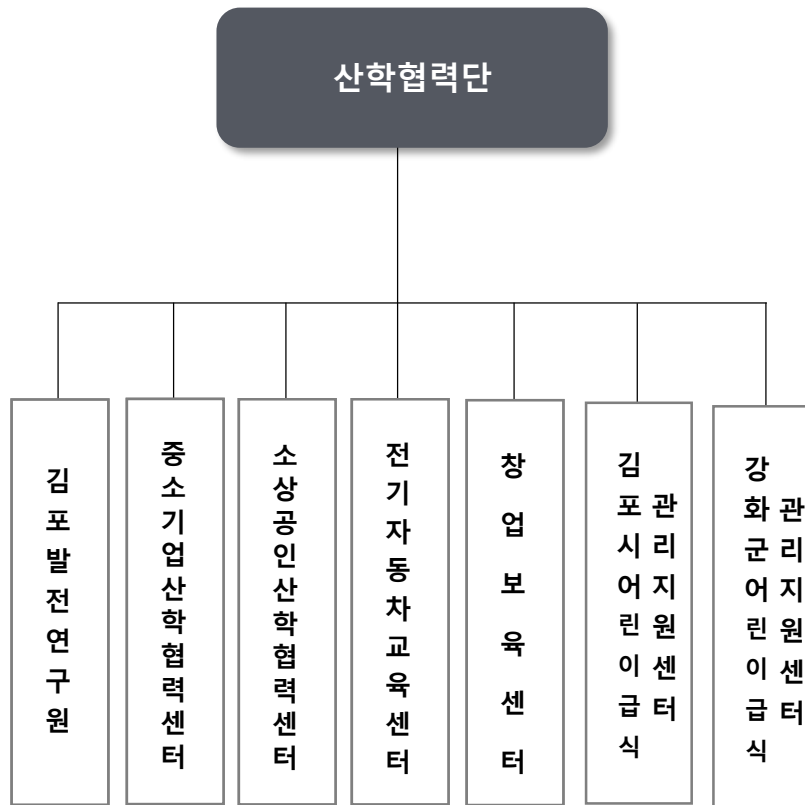 산학협력단
김포발전연구원
중소기업산학협력센터
소상공인산학협력센터
전기자동차교육센터
창업보육센터
김포시어린이급식
관리지원센터
강화군어린이급식
관리지원센터